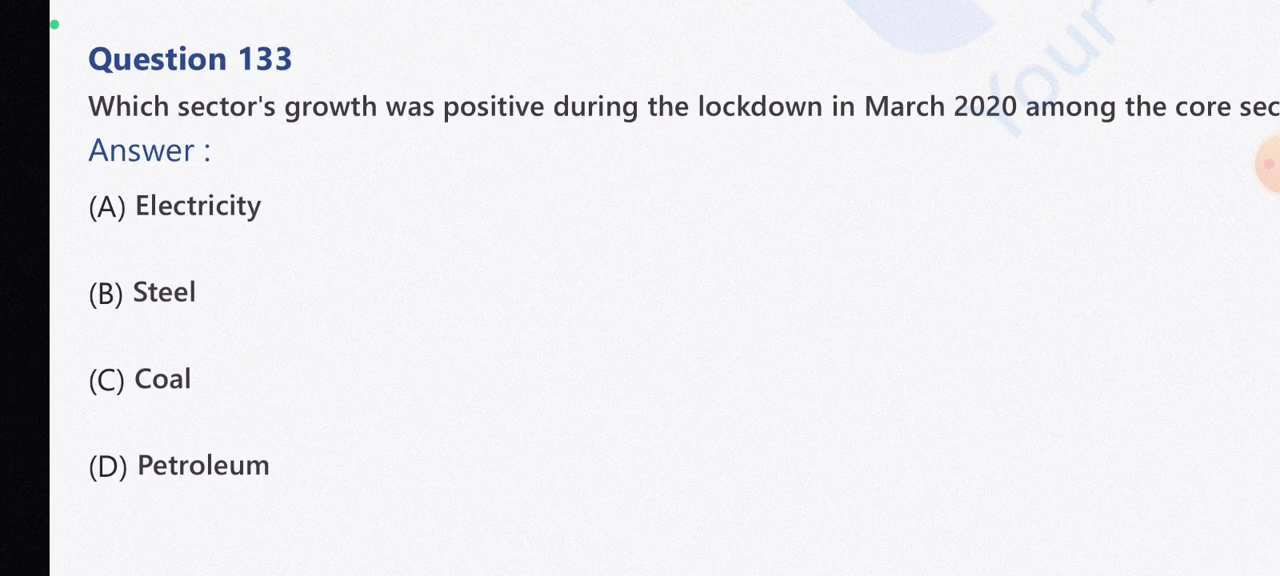 Question 133
Which sector's growth was positive during the lockdown in March 2020 among the core sec
Answer :
(A) Electricity
(B) Steel
(C) Coal
(D) Petroleum
Your